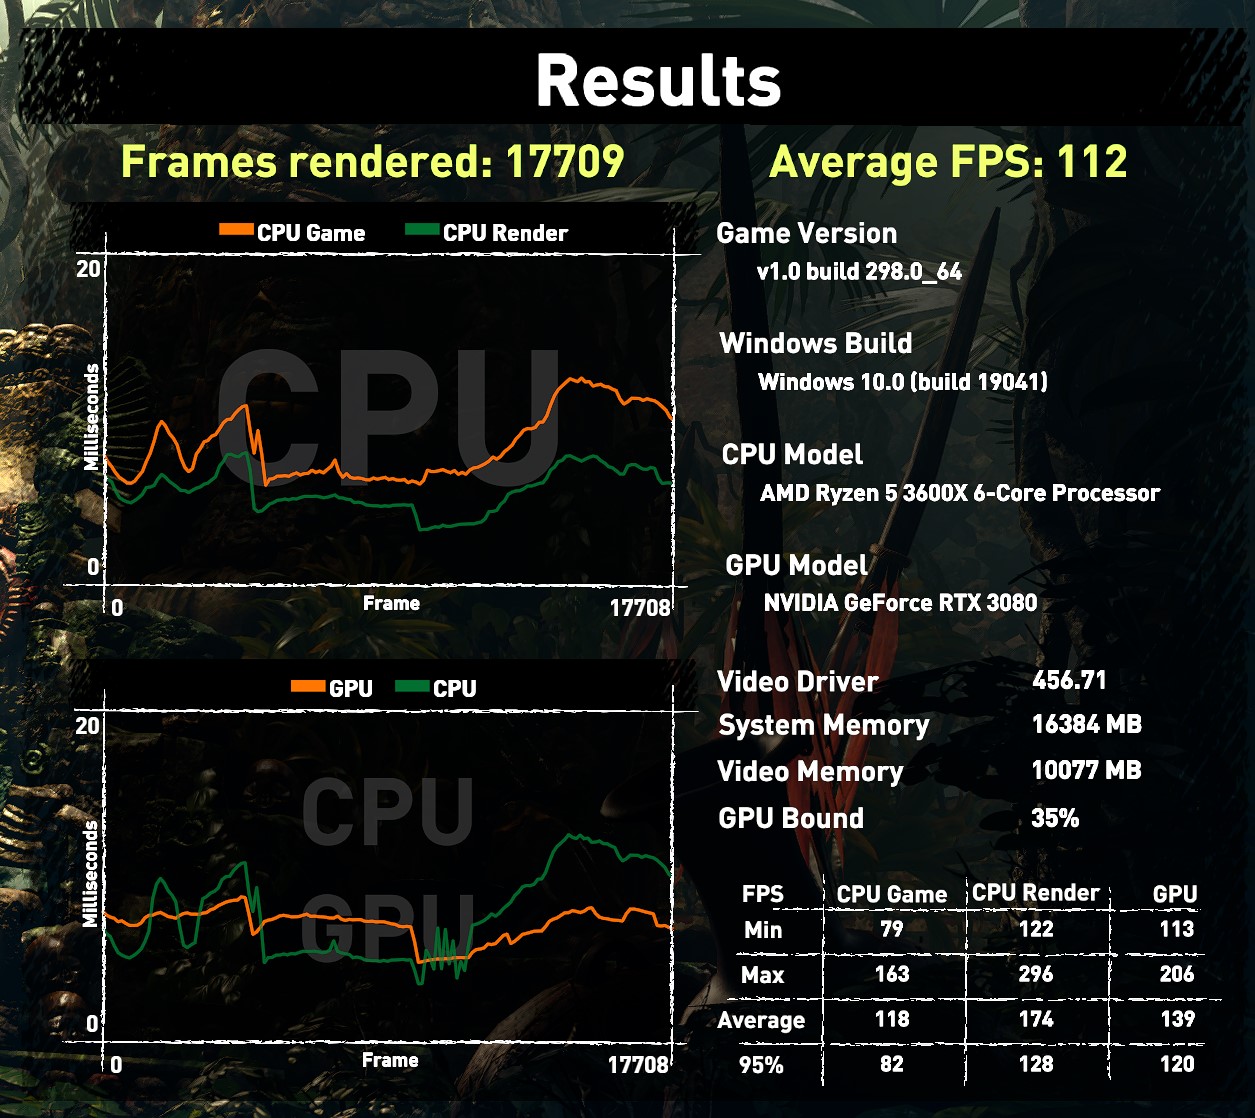 Results
Frames rendered: 17709
Average FPS: 112
CPU Game CPU Render
20
CPU
Milliseconds
0
0 Frame 17708
GPU CPU
20
CPU
GPU
Milliseconds
0
0 Frame 17708
Game Version
v1.0 build 298.0_64
Windows Build
Windows 10.0 (build 19041)
CPU Model
AMD Ryzen 5 3600X 6-Core Processor
GPU Model
NVIDIA GeForce RTX 3080
Video Driver 456.71
System Memory 16384 MB
Video Memory 10077 MB
GPU Bound 35%
FPS CPU Game CPU Render GPU
Min 79 122 113
Max 163 296 206
Average 118 174 139
95% 82 128 120